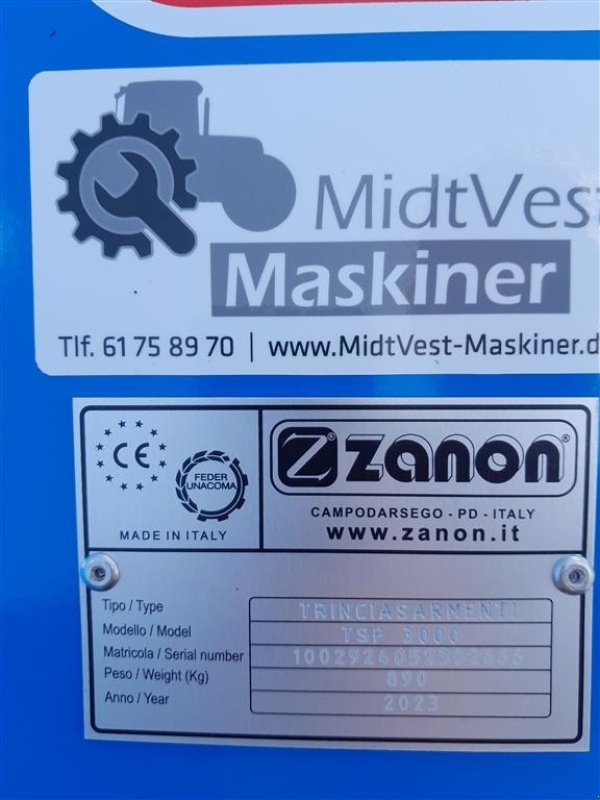 MidtVest
Maskiner
Tlf. 61 75 89 70 | www.MidtVest-Maskiner.d
CE
FEDER
UNACOMA
MADE IN ITALY
Z zanon®
CAMPODARSEGO - PD - ITALY
www.zanon.it
Tipo / Type TRINCIASARMENTI
Modello / Model TSP 3000
Matricola / Serial number
Peso / Weight (Kg) 890
Anno / Year 2023